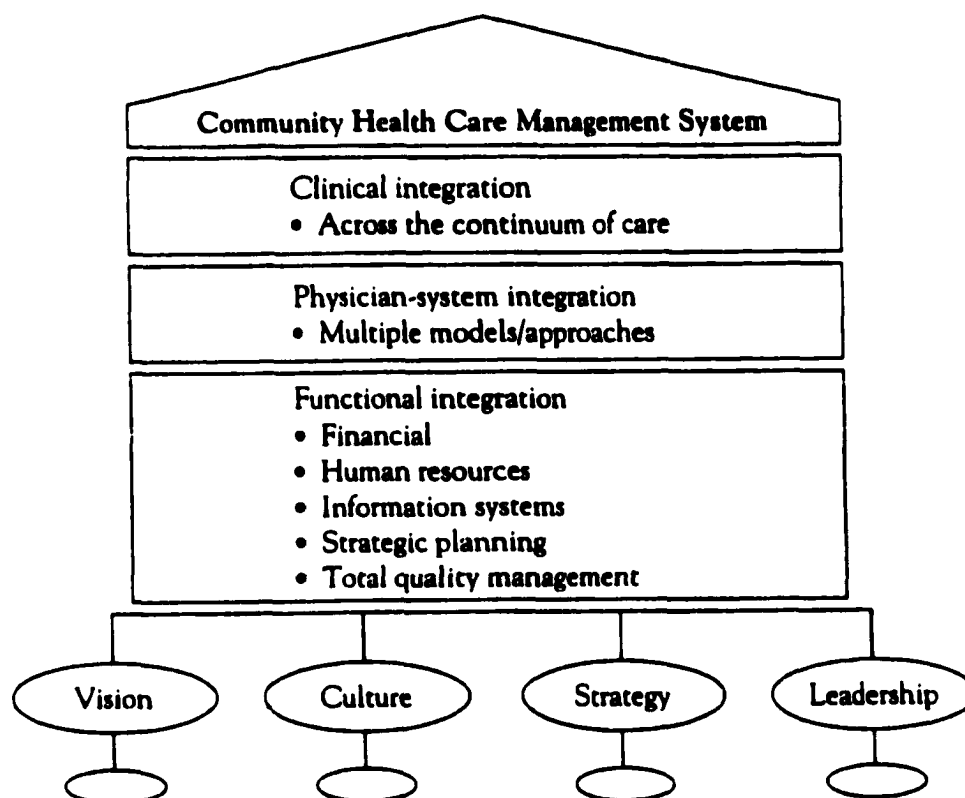 Community Health Care Management System
Clinical integration
• Across the continuum of care
Physician-system integration
• Multiple models/approaches
Functional integration
• Financial
• Human resources
• Information systems
• Strategic planning
• Total quality management
Vision
Culture
Strategy
Leadership